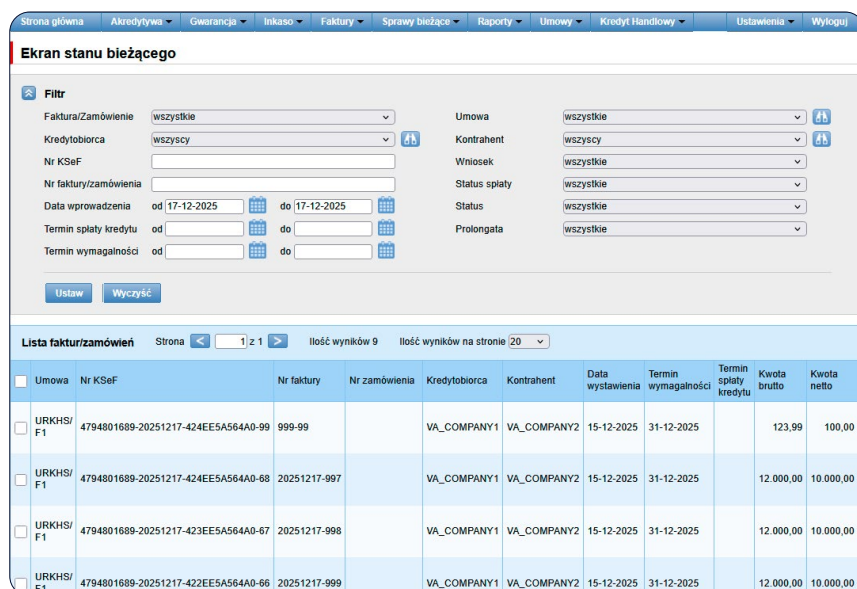 Strona główna Akredytywa Gwarancja Inkaso Faktury Sprawy bieżące Raporty Umowy Kredyt Handlowy Ustawienia Wyloguj
Ekran stanu bieżącego
Filtr
Faktura/Zamówienie wszystkie Umowa wszystkie
Kredytobiorca wszyscy Kontrahent wszyscy
Nr KSeF Wniosek wszystkie
Nr faktury/zamówienia Status spłaty wszystkie
Data wprowadzenia od 17-12-2025 do 17-12-2025 Status wszystkie
Termin spłaty kredytu od do Prolongata wszystkie
Termin wymagalności od do
Ustaw Wyczyść
Lista faktur/zamówień Strona < 1 z 1 > Ilość wyników 9 Ilość wyników na stronie 20
Umowa Nr KSeF Nr faktury Nr zamówienia Kredytobiorca Kontrahent Data wystawienia Termin wymagalności Termin spłaty kredytu Kwota brutto Kwota netto
URKHS/F1 4794801689-20251217-424EE5A564A0-99 999-99 VA_COMPANY1 VA_COMPANY2 15-12-2025 31-12-2025 123,99 100,00
URKHS/F1 4794801689-20251217-424EE5A564A0-68 20251217-997 VA_COMPANY1 VA_COMPANY2 15-12-2025 31-12-2025 12.000,00 10.000,00
URKHS/F1 4794801689-20251217-423EE5A564A0-67 20251217-998 VA_COMPANY1 VA_COMPANY2 15-12-2025 31-12-2025 12.000,00 10.000,00
URKHS/F1 4794801689-20251217-422EE5A564A0-66 20251217-999 VA_COMPANY1 VA_COMPANY2 15-12-2025 31-12-2025 12.000,00 10.000,00